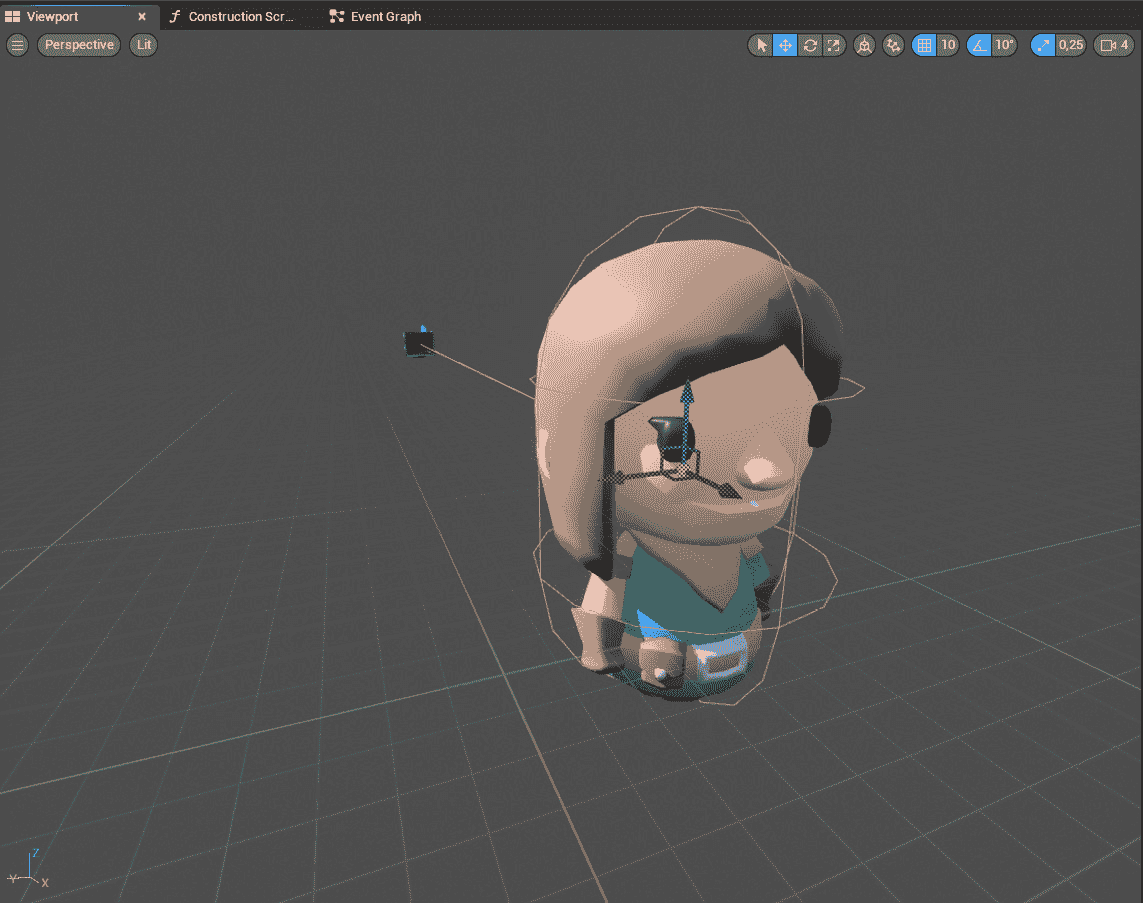 Viewport
Construction Scr...
Event Graph
Perspective
Lit
10
10°
0,25
4
Z
Y
X